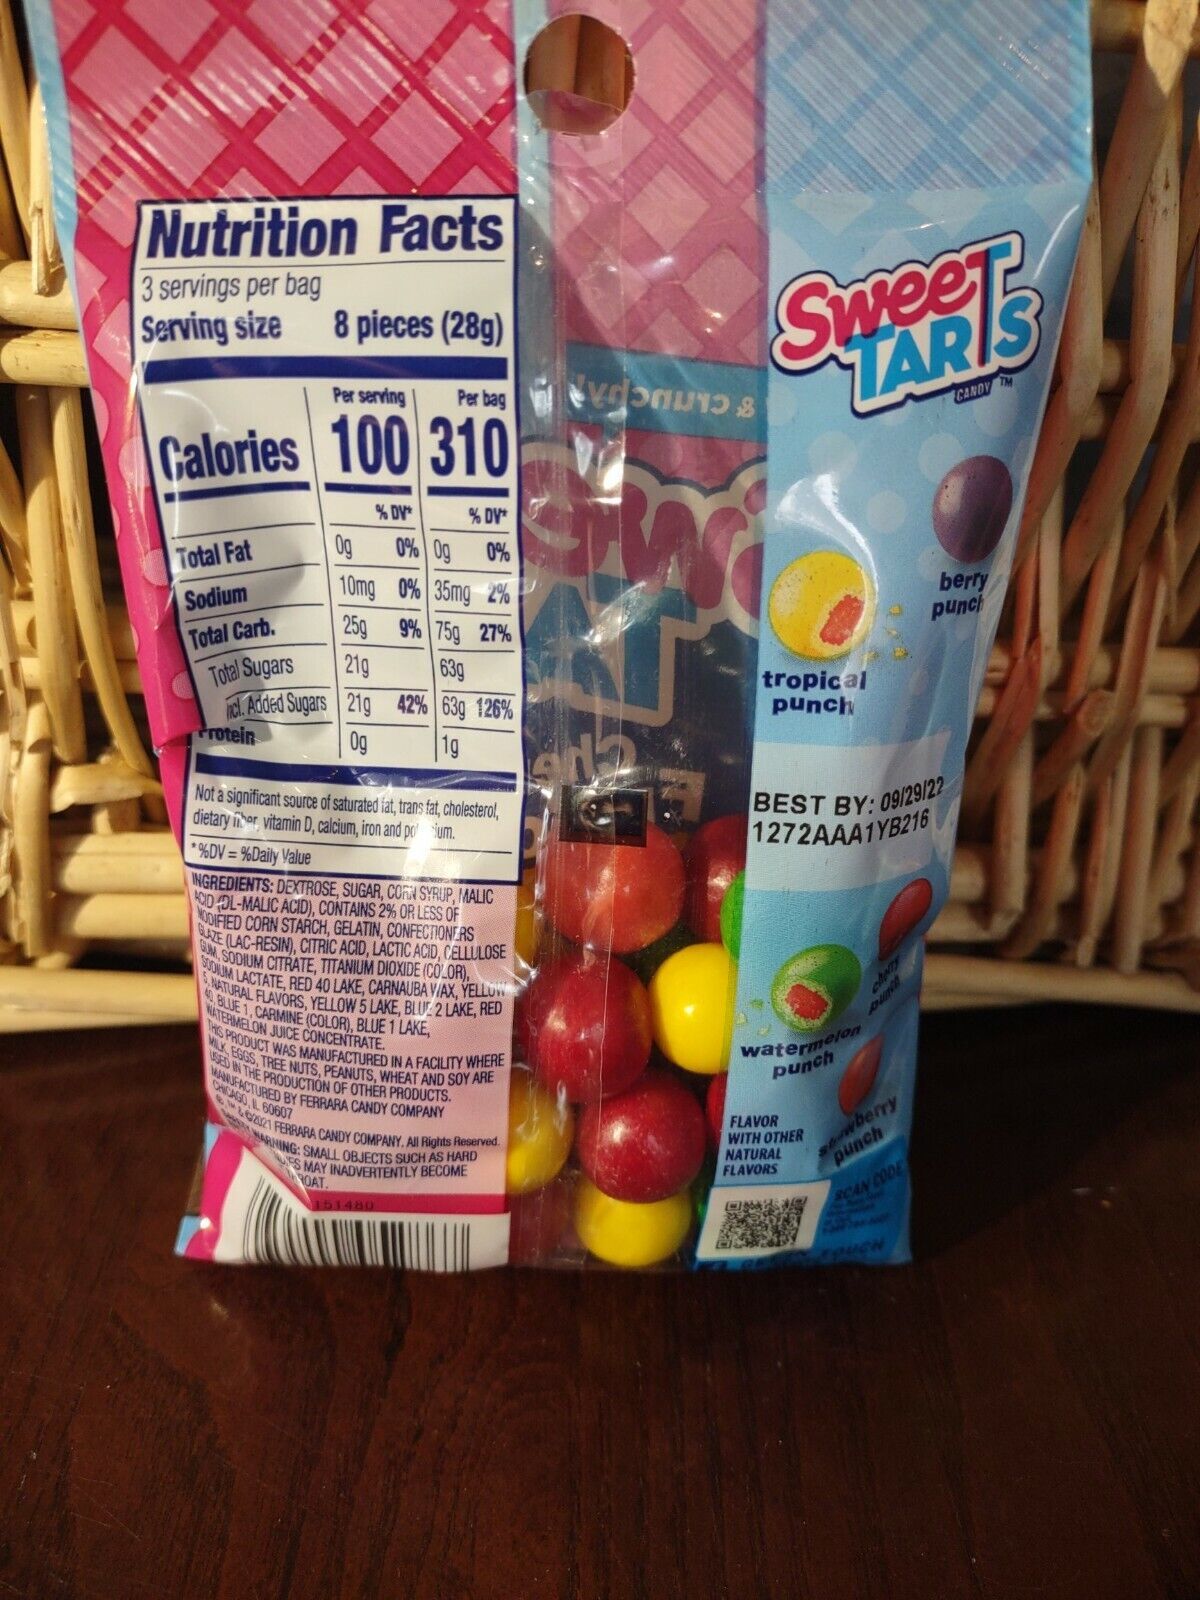 Nutrition Facts
3 servings per bag
Serving size 8 pieces (28g)
Per serving Per bag
Calories 100 310
% DV* % DV*
Total Fat 0g 0% 0g 0%
Sodium 10mg 0% 35mg 2%
Total Carb. 25g 9% 75g 27%
Total Sugars 21g 63g
Incl. Added Sugars 21g 42% 63g 126%
Protein 0g 1g
Not a significant source of saturated fat, trans fat, cholesterol,
dietary fiber, vitamin D, calcium, iron and potassium.
*%DV = %Daily Value
INGREDIENTS: DEXTROSE, SUGAR, CORN SYRUP, MALIC
ACID (DL-MALIC ACID), CONTAINS 2% OR LESS OF
MODIFIED CORN STARCH, GELATIN, CONFECTIONERS
GLAZE (LAC-RESIN), CITRIC ACID, LACTIC ACID, CELLULOSE
GUM, SODIUM CITRATE, TITANIUM DIOXIDE (COLOR),
SODIUM LACTATE, RED 40 LAKE, CARNAUBA WAX, YELLOW
5, NATURAL FLAVORS, YELLOW 5 LAKE, BLUE 2 LAKE, RED
40, BLUE 1, CARMINE (COLOR), BLUE 1 LAKE,
WATERMELON JUICE CONCENTRATE.
THIS PRODUCT WAS MANUFACTURED IN A FACILITY WHERE
MILK, EGGS, TREE NUTS, PEANUTS, WHEAT AND SOY ARE
USED IN THE PRODUCTION OF OTHER PRODUCTS.
MANUFACTURED BY FERRARA CANDY COMPANY
CHICAGO, IL 60607
®, ™ & ©2021 FERRARA CANDY COMPANY. All Rights Reserved.
WARNING: SMALL OBJECTS SUCH AS HARD
MAY INADVERTENTLY BECOME
THROAT.
151480
& crunchy!
SweeTARTS
CANDY ™
berry
punch
tropical
punch
BEST BY: 09/29/22
1272AAA1YB216
cherry
punch
watermelon
punch
strawberry
punch
FLAVOR
WITH OTHER
NATURAL
FLAVORS
SCAN CODE